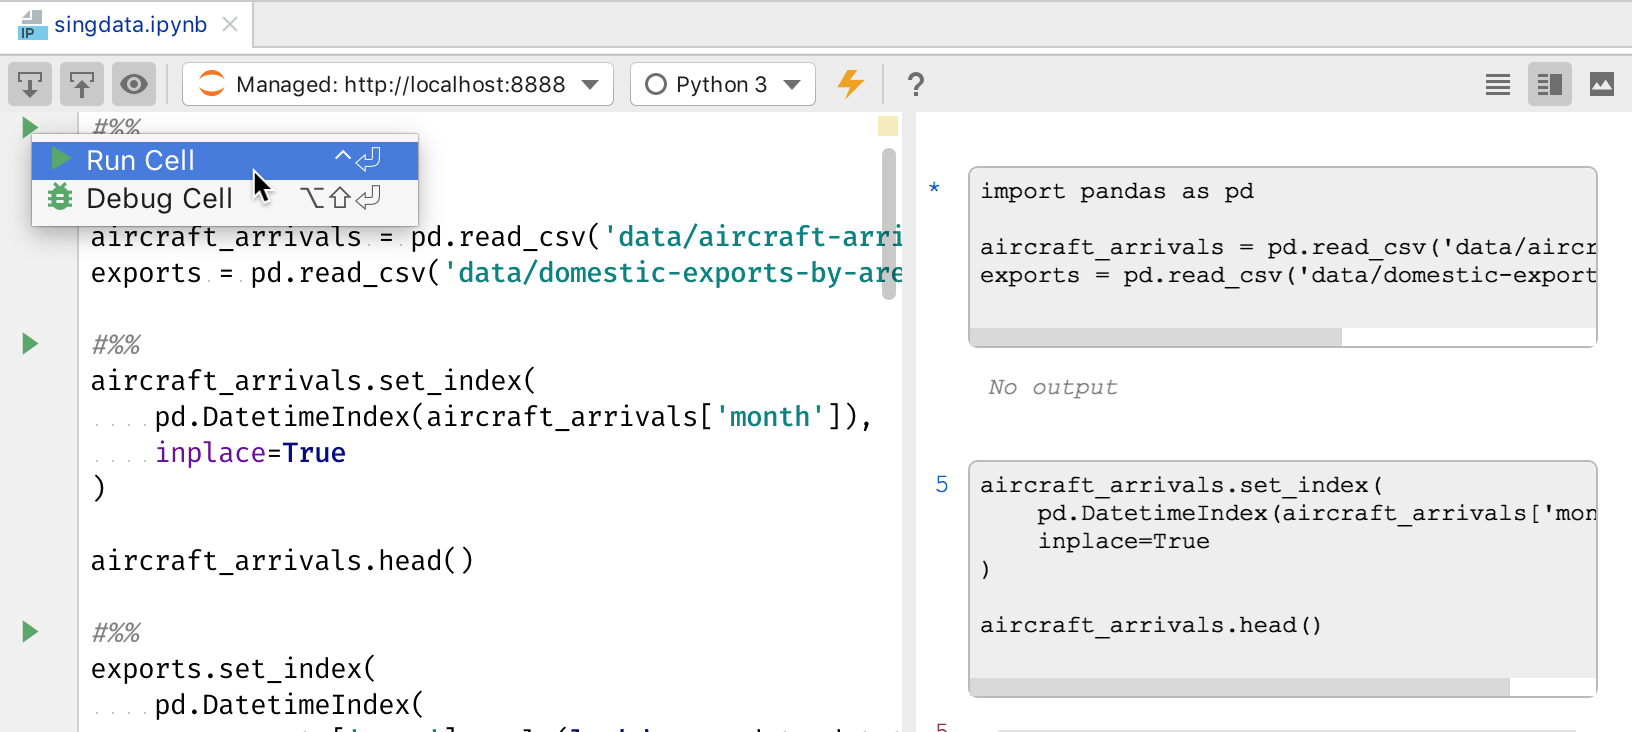 singdata.ipynb
IP
Managed: http://localhost:8888
Python 3
?
#%%
Run Cell ^⏎
Debug Cell ⌥⇧⏎
aircraft_arrivals = pd.read_csv('data/aircraft-arri
exports = pd.read_csv('data/domestic-exports-by-are
#%%
aircraft_arrivals.set_index(
pd.DatetimeIndex(aircraft_arrivals['month']),
inplace=True
)
aircraft_arrivals.head()
#%%
exports.set_index(
pd.DatetimeIndex(
*
import pandas as pd
aircraft_arrivals = pd.read_csv('data/aircr
exports = pd.read_csv('data/domestic-export
No output
5
aircraft_arrivals.set_index(
pd.DatetimeIndex(aircraft_arrivals['mon
inplace=True
)
aircraft_arrivals.head()
5